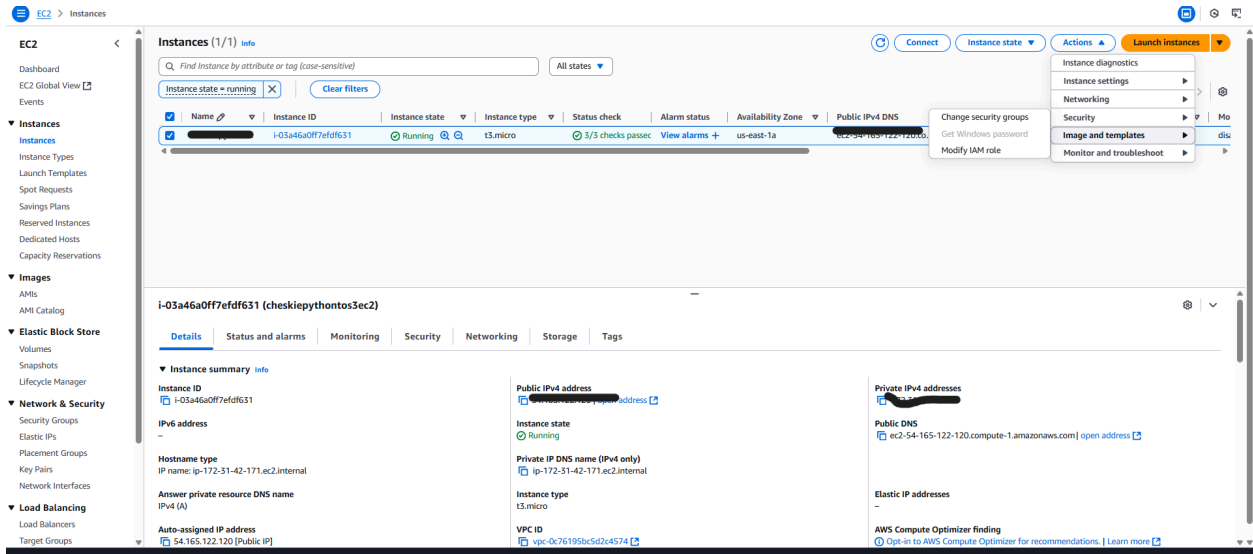 EC2 > Instances
EC2
Dashboard
EC2 Global View
Events
Instances
Instances
Instance Types
Launch Templates
Spot Requests
Savings Plans
Reserved Instances
Dedicated Hosts
Capacity Reservations
Images
AMIs
AMI Catalog
Elastic Block Store
Volumes
Snapshots
Lifecycle Manager
Network & Security
Security Groups
Elastic IPs
Placement Groups
Key Pairs
Network Interfaces
Load Balancing
Load Balancers
Target Groups
Instances (1/1) Info
Connect Instance state Actions Launch instances
Find Instance by attribute or tag (case-sensitive) All states
Instance state = running Clear filters
Instance diagnostics
Instance settings
Networking
Security
Image and templates
Monitor and troubleshoot
Change security groups
Get Windows password
Modify IAM role
Name Instance ID Instance state Instance type Status check Alarm status Availability Zone Public IPv4 DNS Mo
i-03a46a0ff7efdf631 Running t3.micro 3/3 checks passec View alarms + us-east-1a disa
i-03a46a0ff7efdf631 (cheskiepythontos3ec2)
Details Status and alarms Monitoring Security Networking Storage Tags
Instance summary Info
Instance ID
i-03a46a0ff7efdf631
Public IPv4 address
address
Private IPv4 addresses
IPv6 address
–
Instance state
Running
Public DNS
ec2-54-165-122-120.compute-1.amazonaws.com | open address
Hostname type
IP name: ip-172-31-42-171.ec2.internal
Private IP DNS name (IPv4 only)
ip-172-31-42-171.ec2.internal
Answer private resource DNS name
IPv4 (A)
Instance type
t3.micro
Elastic IP addresses
–
Auto-assigned IP address
54.165.122.120 [Public IP]
VPC ID
vpc-0c76195bc5d2c4574
AWS Compute Optimizer finding
Opt-in to AWS Compute Optimizer for recommendations. | Learn more